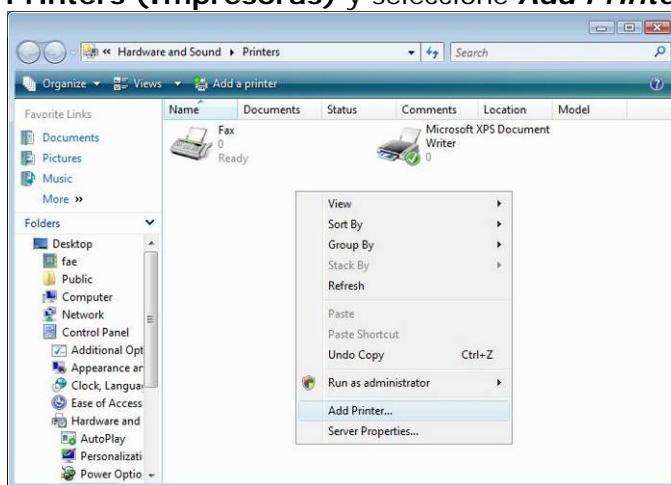 Printers (Impresoras) y seleccione Add Printe
« Hardware and Sound ▸ Printers
Search
Organize Views Add a printer
Favorite Links
Documents
Pictures
Music
More »
Folders
Desktop
fae
Public
Computer
Network
Control Panel
Additional Opt
Appearance ar
Clock, Languag
Ease of Access
Hardware and
AutoPlay
Personalizati
Power Optio
Name Documents Status Comments Location Model
Fax
0
Ready
Microsoft XPS Document
Writer
0
View
Sort By
Group By
Stack By
Refresh
Paste
Paste Shortcut
Undo Copy Ctrl+Z
Run as administrator
Add Printer...
Server Properties...